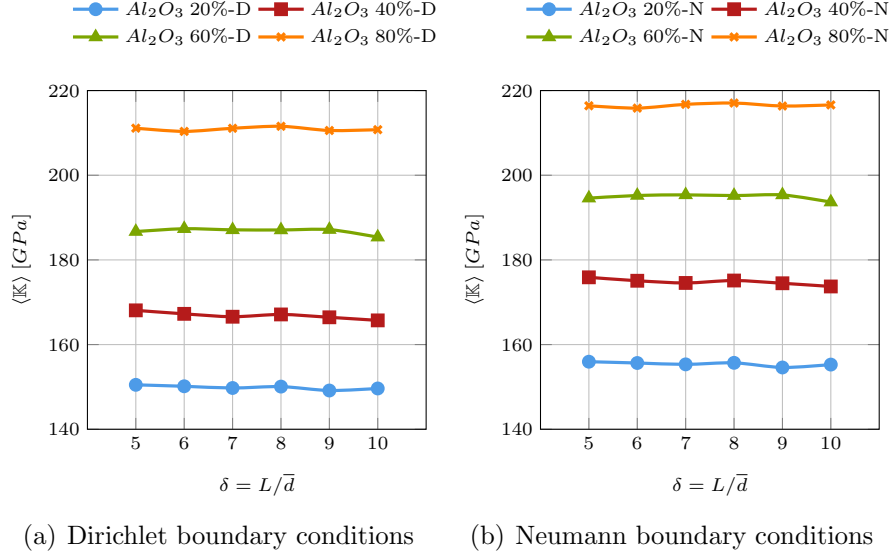 Al₂O₃ 20%-D Al₂O₃ 40%-D
Al₂O₃ 60%-D Al₂O₃ 80%-D
220
200
180
160
140
⟨𝕂⟩ [GPa]
5 6 7 8 9 10
δ = L/d̅
(a) Dirichlet boundary conditions
Al₂O₃ 20%-N Al₂O₃ 40%-N
Al₂O₃ 60%-N Al₂O₃ 80%-N
220
200
180
160
140
⟨𝕂⟩ [GPa]
5 6 7 8 9 10
δ = L/d̅
(b) Neumann boundary conditions